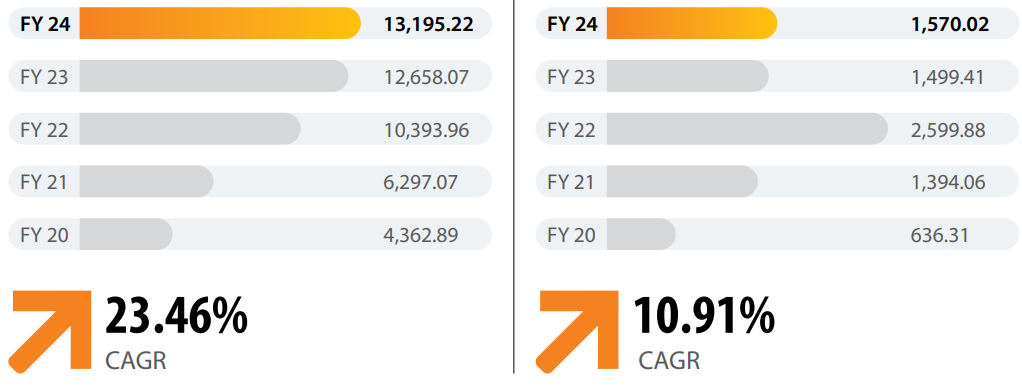 FY 24 13,195.22
FY 23 12,658.07
FY 22 10,393.96
FY 21 6,297.07
FY 20 4,362.89
23.46%
CAGR
FY 24 1,570.02
FY 23 1,499.41
FY 22 2,599.88
FY 21 1,394.06
FY 20 636.31
10.91%
CAGR